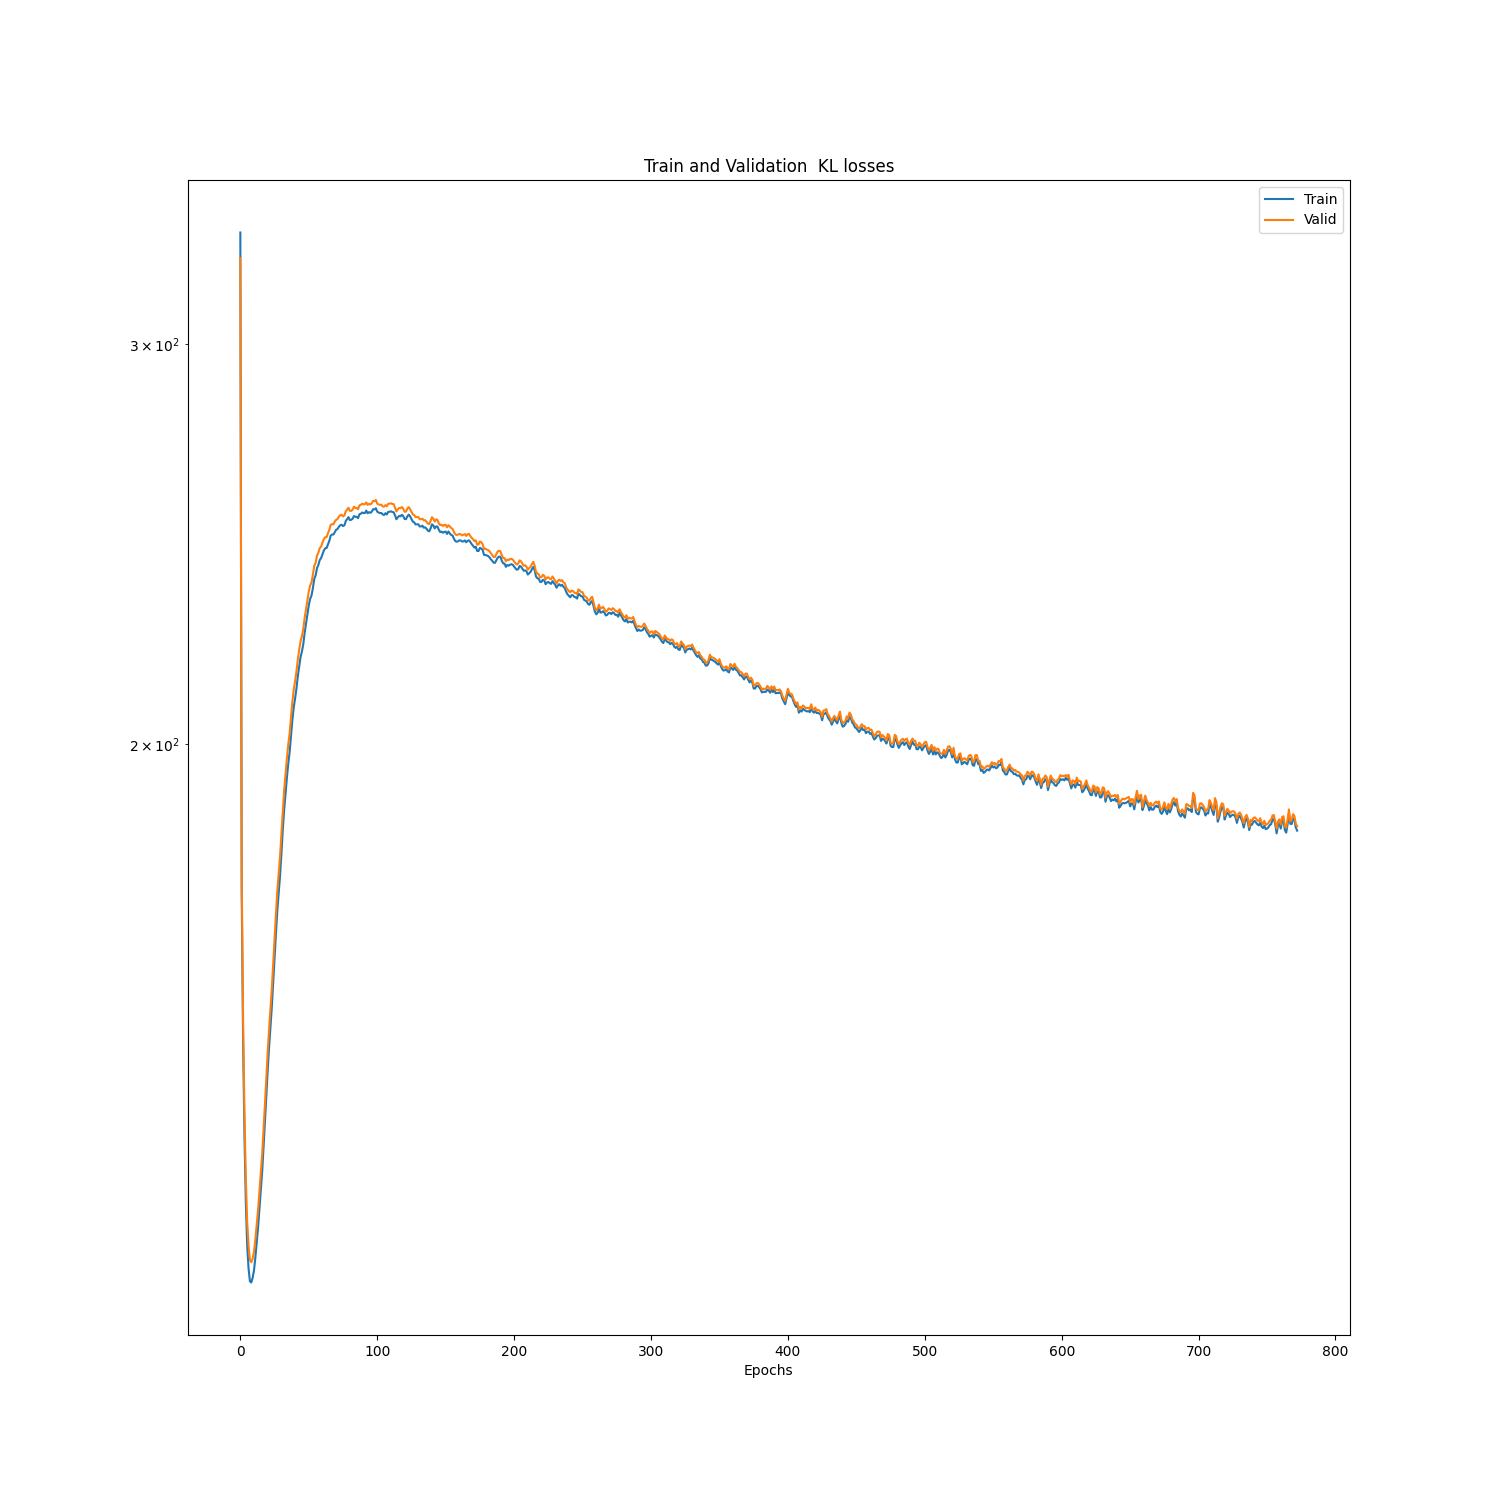 Train and Validation  KL losses
Train
Valid
3 × 10²
2 × 10²
0 100 200 300 400 500 600 700 800
Epochs